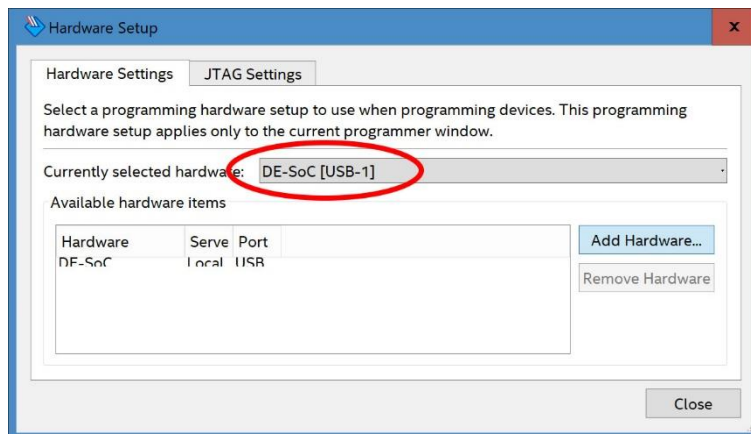 Hardware Setup
x
Hardware Settings JTAG Settings
Select a programming hardware setup to use when programming devices. This programming
hardware setup applies only to the current programmer window.
Currently selected hardware: DE-SoC [USB-1]
Available hardware items
Hardware Serve Port
DE-SoC Local USB
Add Hardware...
Remove Hardware
Close